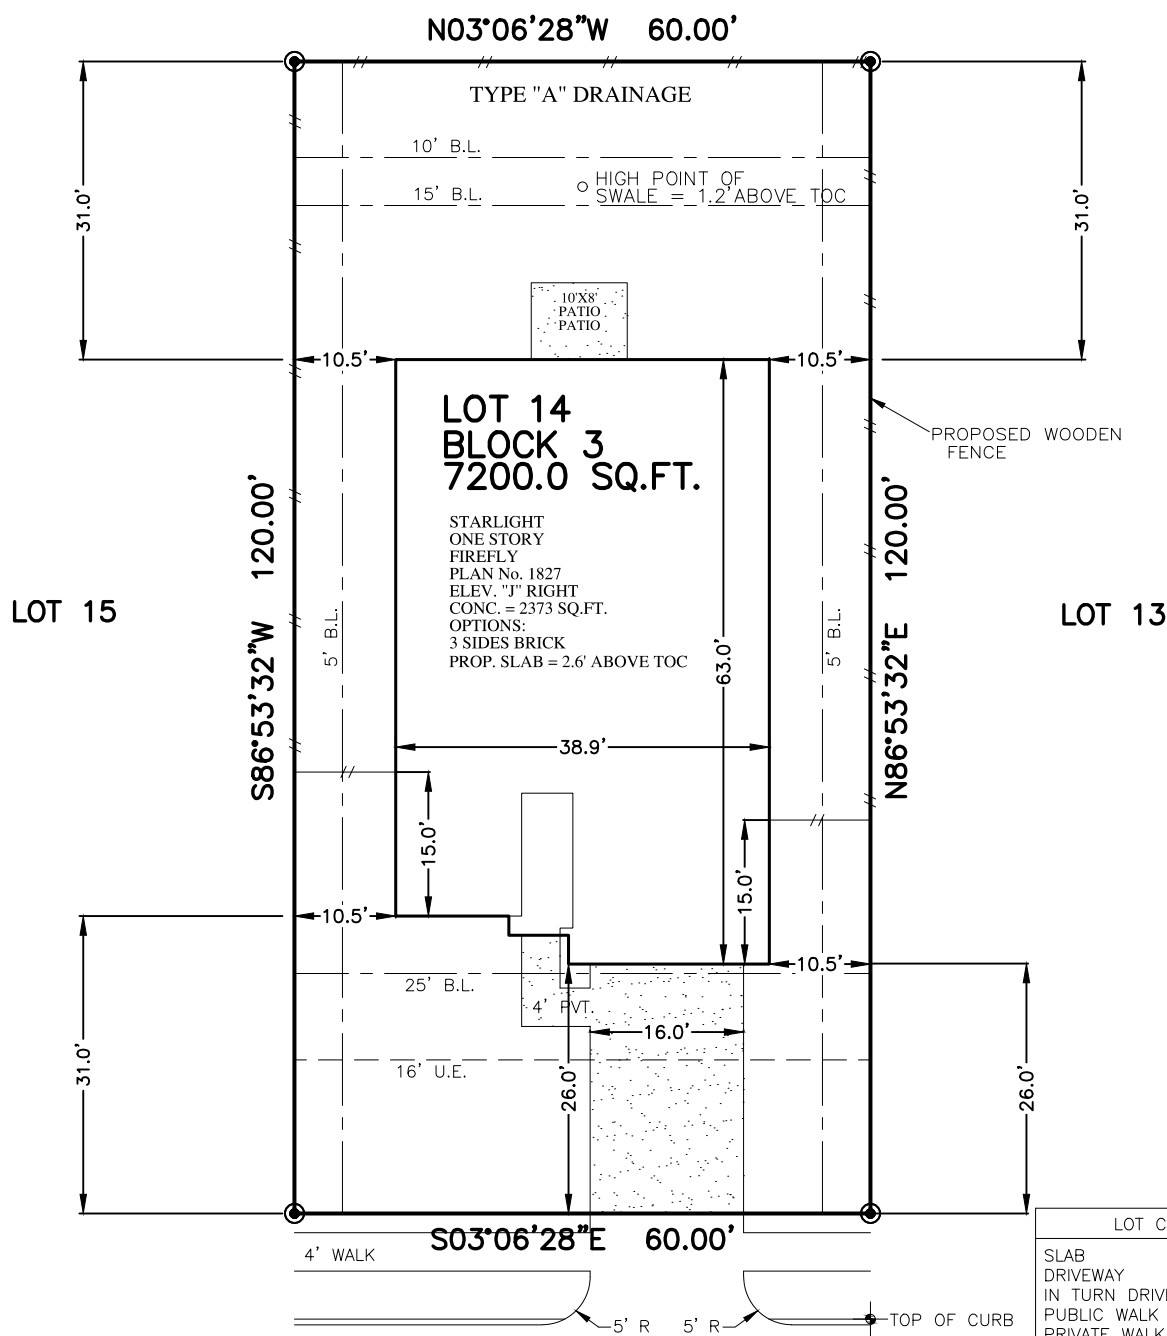 N03°06'28"W 60.00'
TYPE "A" DRAINAGE
10' B.L.
HIGH POINT OF
SWALE = 1.2'ABOVE TOC
15' B.L.
31.0'
31.0'
10'X8'
PATIO
PATIO
10.5'
10.5'
LOT 14
BLOCK 3
7200.0 SQ.FT.
PROPOSED WOODEN
FENCE
STARLIGHT
ONE STORY
FIREFLY
PLAN No. 1827
ELEV. "J" RIGHT
CONC. = 2373 SQ.FT.
OPTIONS:
3 SIDES BRICK
PROP. SLAB = 2.6' ABOVE TOC
S86°53'32"W 120.00'
N86°53'32"E 120.00'
LOT 15
LOT 13
5' B.L.
5' B.L.
63.0'
38.9'
15.0'
15.0'
10.5'
10.5'
25' B.L.
4' PVT.
16.0'
16' U.E.
31.0'
26.0'
26.0'
S03°06'28"E 60.00'
4' WALK
5' R
5' R
TOP OF CURB
LOT C
SLAB
DRIVEWAY
IN TURN DRIV
PUBLIC WALK
PRIVATE WALK